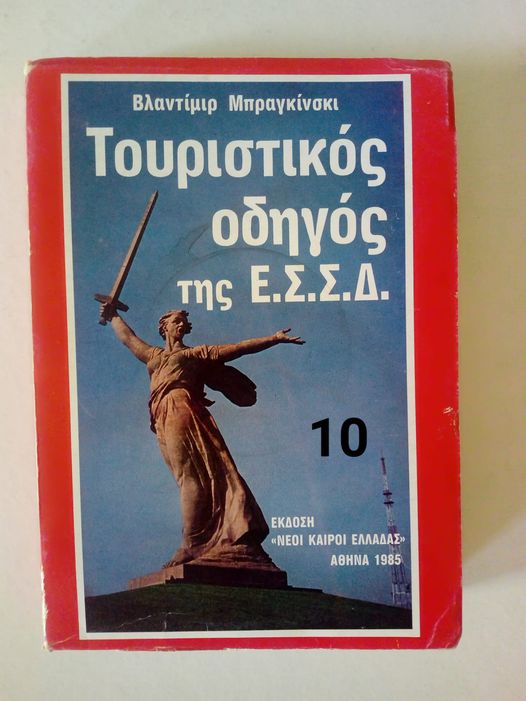 Βλαντίμιρ Μπραγκίνσκι
Τουριστικός
οδηγός
της Ε.Σ.Σ.Δ.
10
ΕΚΔΟΣΗ
«ΝΕΟΙ ΚΑΙΡΟΙ ΕΛΛΑΔΑΣ»
ΑΘΗΝΑ 1985